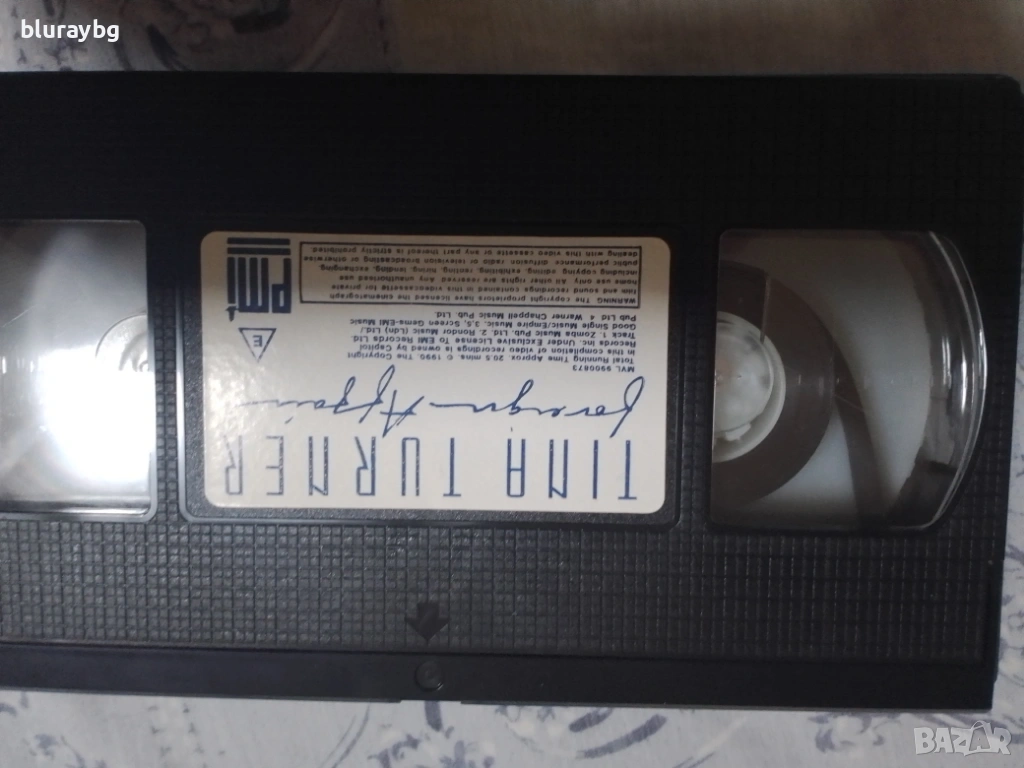 bluraybg
TINA TURNER
Foreign Affair
MVL 9900873
Total Running Time Approx. 20.5 mins © 1990 The Copyright
in this compilation of video recordings is owned by Capitol
Records Inc. Under Exclusive License To EMI Records Ltd.
Track 1. Zomba Music Pub. Ltd. 2. Rondor Music (Ldn) Ltd./
Good Single Music/Empire Music. 3,5. Screen Gems-EMI Music
Pub Ltd 4 Warner Chappell Music Pub. Ltd.
E
WARNING The copyright proprietors have licensed the cinematograph
film and sound recordings contained in this videocassette for private
home use only. All other rights are reserved Any unauthorised use
including copying, editing, exhibiting, renting, hiring, lending, exchanging,
public performance diffusion radio or television broadcasting or otherwise
dealing with this video cassette or any part thereof is strictly prohibited
PMI
BAZAR